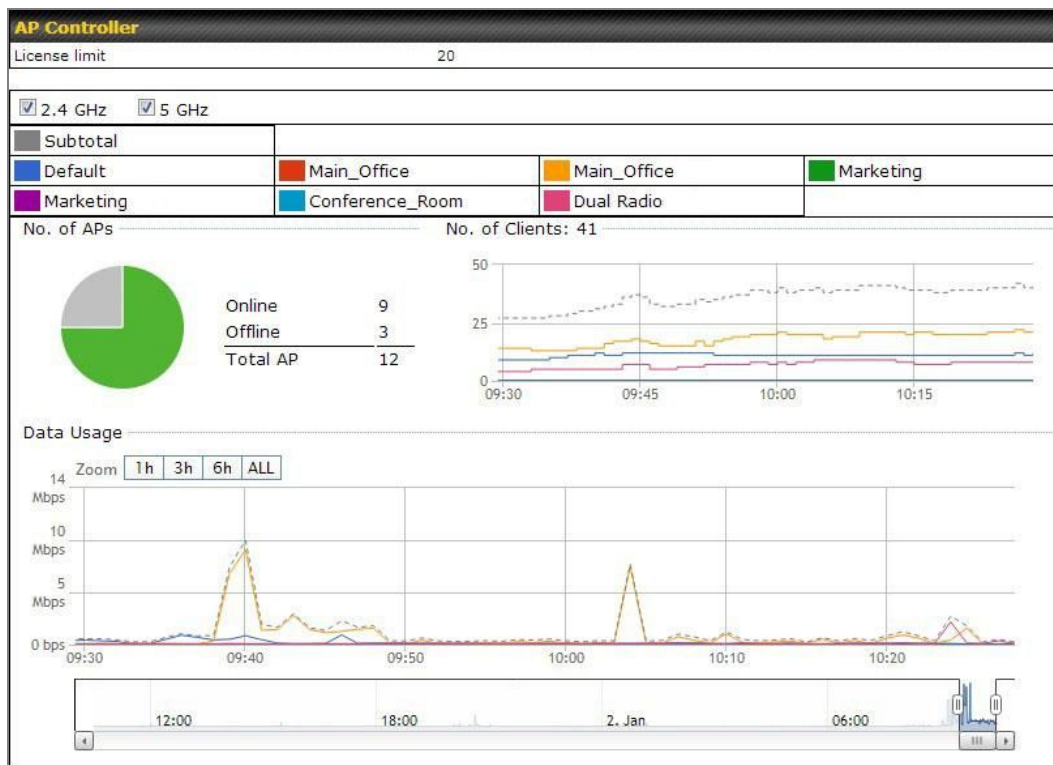 AP Controller
License limit 20
2.4 GHz 5 GHz
Subtotal
Default Main_Office Main_Office Marketing
Marketing Conference_Room Dual Radio
No. of APs No. of Clients: 41
Online 9
Offline 3
Total AP 12
50
25
0
09:30 09:45 10:00 10:15
Data Usage
Zoom 1h 3h 6h ALL
14
Mbps
10
Mbps
5
Mbps
0 bps
09:30 09:40 09:50 10:00 10:10 10:20
12:00 18:00 2. Jan 06:00